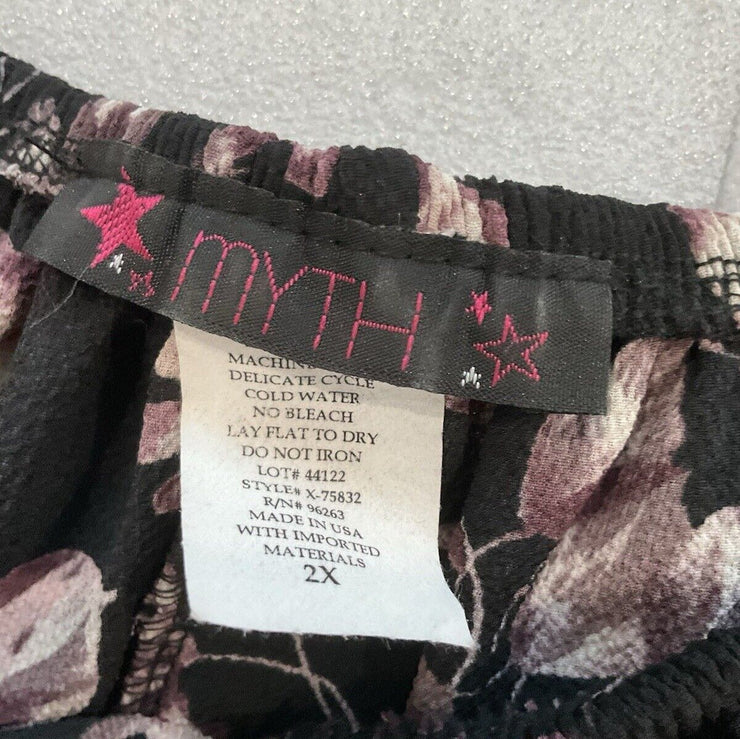 MYTH
MACHINE
DELICATE CYCLE
COLD WATER
NO BLEACH
LAY FLAT TO DRY
DO NOT IRON
LOT# 44122
STYLE# X-75832
R/N# 96263
MADE IN USA
WITH IMPORTED
MATERIALS
2X